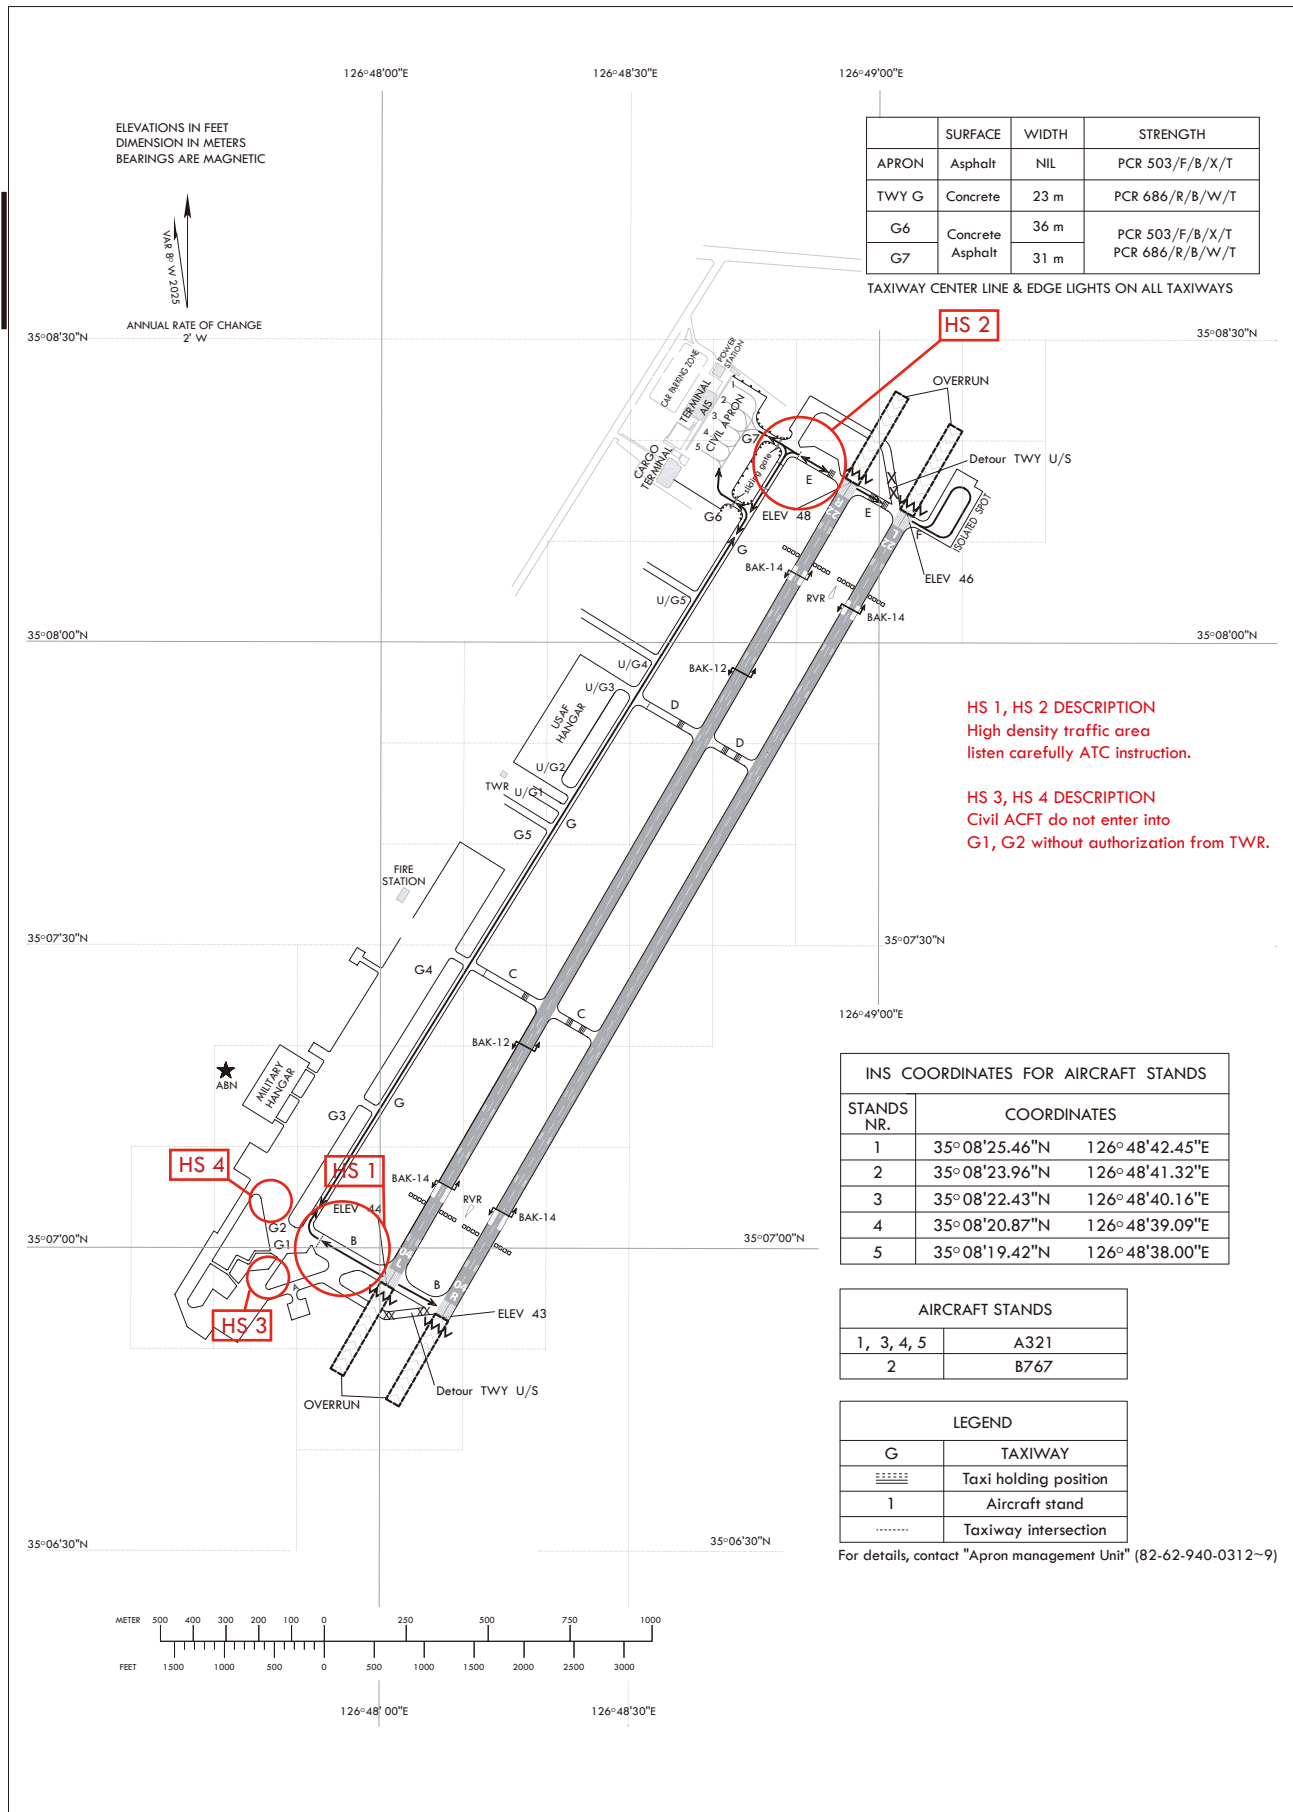 126°48'00"E
126°48'30"E
126°49'00"E
ELEVATIONS IN FEET
DIMENSION IN METERS
BEARINGS ARE MAGNETIC
VAR 8° W 2025
ANNUAL RATE OF CHANGE
2' W
SURFACE WIDTH STRENGTH
APRON Asphalt NIL PCR 503/F/B/X/T
TWY G Concrete 23 m PCR 686/R/B/W/T
G6 36 m
Concrete PCR 503/F/B/X/T
Asphalt PCR 686/R/B/W/T
G7 31 m
TAXIWAY CENTER LINE & EDGE LIGHTS ON ALL TAXIWAYS
HS 2
35°08'30"N
35°08'30"N
POWER
STATION
CAR PARKING ZONE
TERMINAL
AIS
CIVIL APRON
1
2
3
4
5
CARGO
TERMINAL
G7
sliding gate
G6
OVERRUN
Detour TWY U/S
E
ELEV 48
22
R
E
22
L
F
ISOLATED SPOT
ELEV 46
G
BAK-14
RVR
BAK-14
U/G5
35°08'00"N
35°08'00"N
U/G4
BAK-12
U/G3
USAF
HANGAR
D
D
U/G2
TWR
U/G1
G5
G
HS 1, HS 2 DESCRIPTION
High density traffic area
listen carefully ATC instruction.
HS 3, HS 4 DESCRIPTION
Civil ACFT do not enter into
G1, G2 without authorization from TWR.
FIRE
STATION
35°07'30"N
35°07'30"N
G4
C
C
126°49'00"E
BAK-12
ABN
MILITARY
HANGAR
G3
G
HS 4
HS 1
BAK-14
RVR
BAK-14
ELEV 44
G2
G1
B
35°07'00"N
35°07'00"N
04
L
B
04
R
A
HS 3
ELEV 43
Detour TWY U/S
OVERRUN
INS COORDINATES FOR AIRCRAFT STANDS
STANDS
NR. COORDINATES
1 35°08'25.46"N 126°48'42.45"E
2 35°08'23.96"N 126°48'41.32"E
3 35°08'22.43"N 126°48'40.16"E
4 35°08'20.87"N 126°48'39.09"E
5 35°08'19.42"N 126°48'38.00"E
AIRCRAFT STANDS
1, 3, 4, 5 A321
2 B767
LEGEND
G TAXIWAY
Taxi holding position
1 Aircraft stand
Taxiway intersection
35°06'30"N
35°06'30"N
For details, contact "Apron management Unit" (82-62-940-0312~9)
METER 500 400 300 200 100 0 250 500 750 1000
FEET 1500 1000 500 0 500 1000 1500 2000 2500 3000
126°48'00"E
126°48'30"E